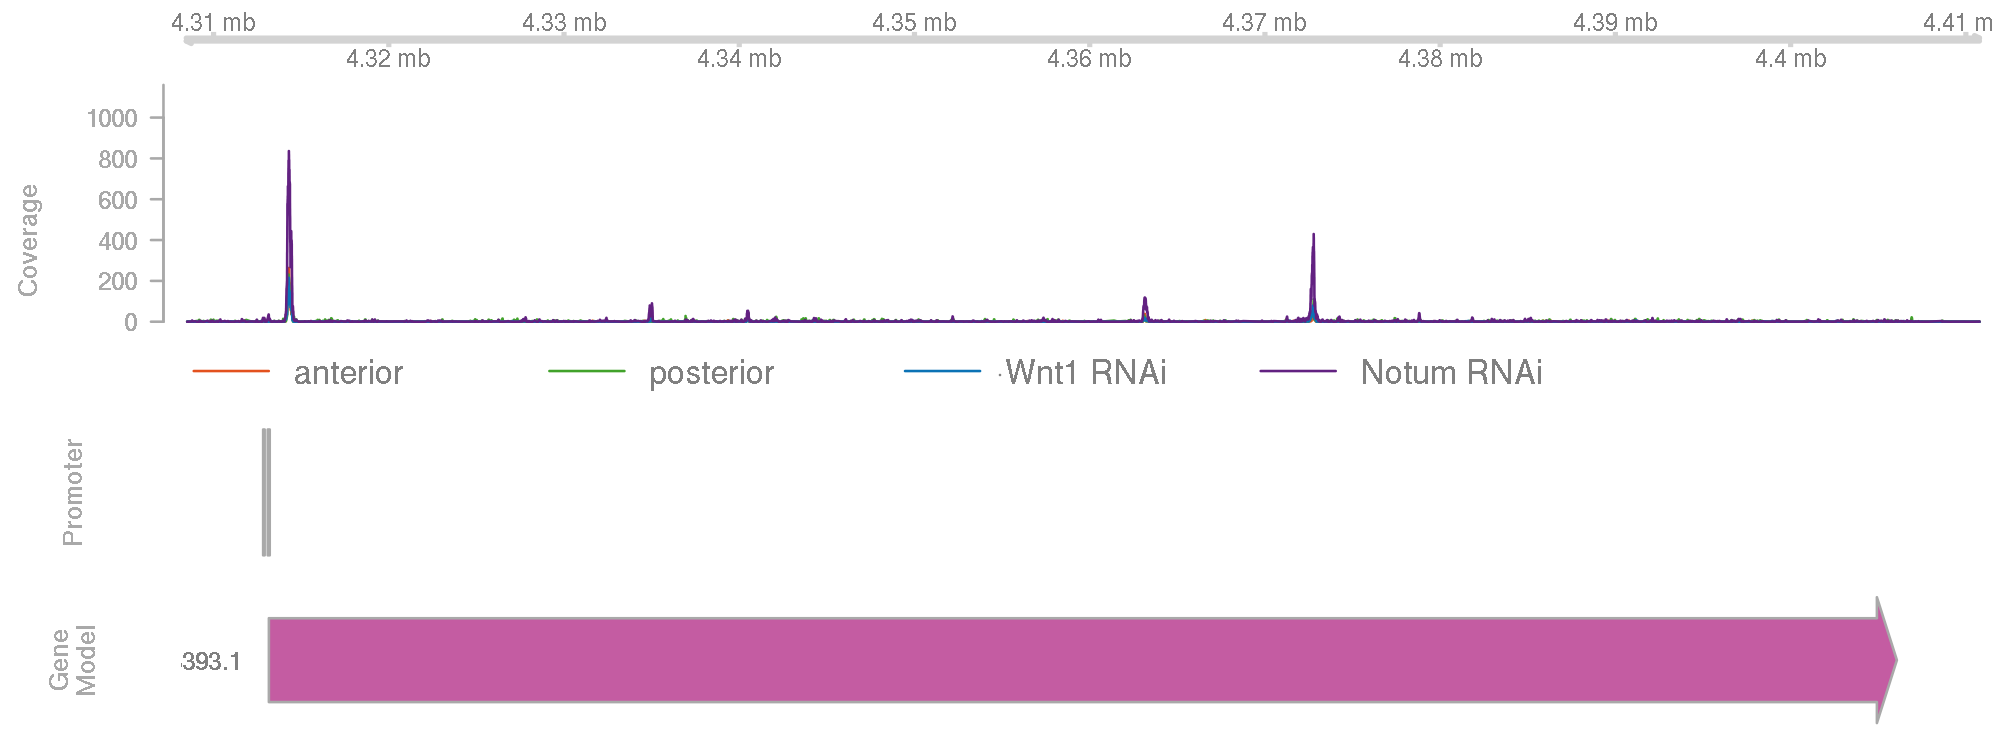 4.31 mb 4.33 mb 4.35 mb 4.37 mb 4.39 mb 4.41 m
4.32 mb 4.34 mb 4.36 mb 4.38 mb 4.4 mb
Coverage
1000
800
600
400
200
0
anterior posterior Wnt1 RNAi Notum RNAi
Promoter
Gene
Model
393.1